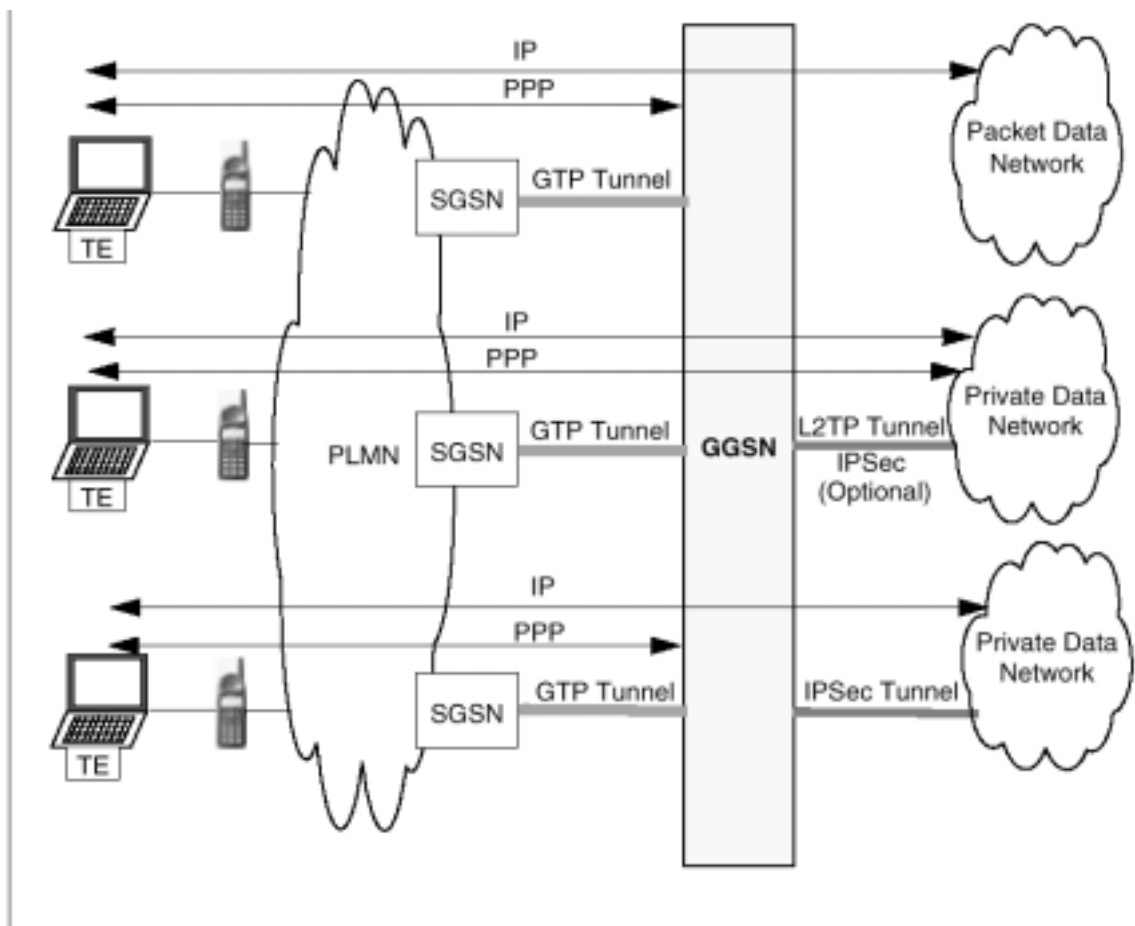 IP
PPP
Packet Data
Network
GTP Tunnel
SGSN
TE
IP
PPP
Private Data
Network
GTP Tunnel
L2TP Tunnel
PLMN
SGSN
GGSN
IPSec
(Optional)
TE
IP
PPP
Private Data
Network
GTP Tunnel
IPSec Tunnel
SGSN
TE